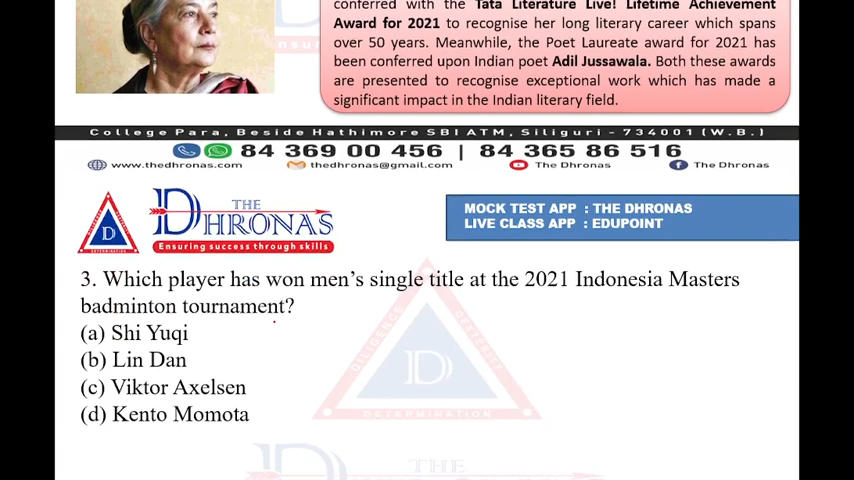 conferred with the Tata Literature Live! Lifetime Achievement
Award for 2021 to recognise her long literary career which spans
over 50 years. Meanwhile, the Poet Laureate award for 2021 has
been conferred upon Indian poet Adil Jussawala. Both these awards
are presented to recognise exceptional work which has made a
significant impact in the Indian literary field.
College Para, Beside Hathimore SBI ATM, Siliguri - 734001 (W.B.)
84 369 00 456 | 84 365 86 516
www.thedhronas.com thedhronas@gmail.com The Dhronas The Dhronas
THE
DHRONAS
Ensuring success through skills
D
DETERMINATION
MOCK TEST APP : THE DHRONAS
LIVE CLASS APP : EDUPOINT
3. Which player has won men's single title at the 2021 Indonesia Masters
badminton tournament?
(a) Shi Yuqi
(b) Lin Dan
(c) Viktor Axelsen
(d) Kento Momota
DILIGENCE
DEXTERITY
D
DETERMINATION
THE